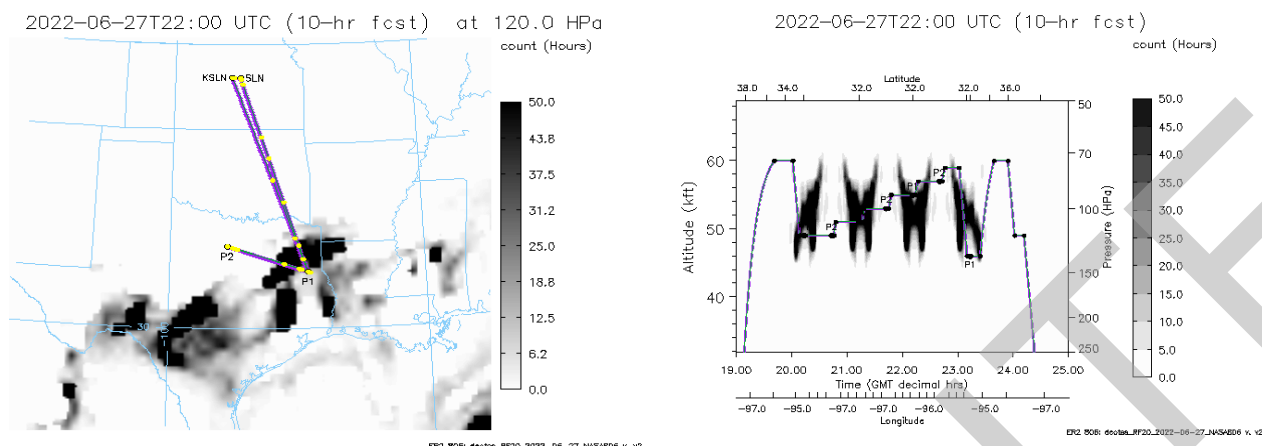 2022-06-27T22:00 UTC (10-hr fcst)   at 120.0 HPa
count (Hours)
KSLN
SLN
P2
P1
30
-100
50.0
43.8
37.5
31.2
25.0
18.8
12.5
6.2
0.0
2022-06-27T22:00 UTC (10-hr fcst)
count (Hours)
Latitude
38.0 34.0 32.0 32.0 32.0 36.0
Altitude (kft)
60
50
40
P2
P2
P1
P2
P1
50
70
100
150
200
250
Pressure (HPa)
19.00 20.00 21.00 22.00 23.00 24.00 25.00
Time (GMT decimal hrs)
-97.0 -95.0 -97.0 -97.0 -96.0 -95.0 -97.0
Longitude
50.0
45.0
40.0
35.0
30.0
25.0
20.0
15.0
10.0
5.0
0.0